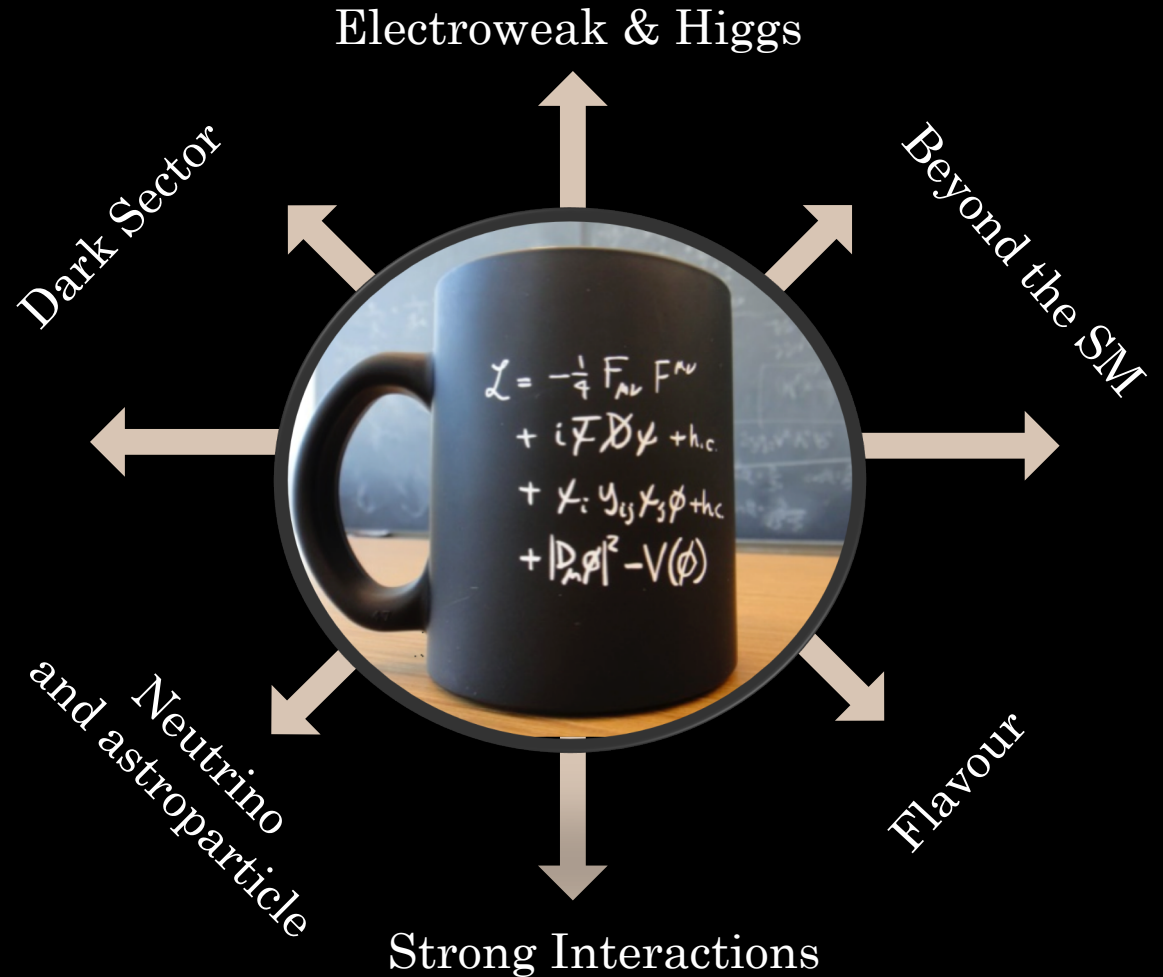 Electroweak & Higgs
Dark Sector
Beyond the SM
ℒ = -¼ F_μν F^μν
+ iψ̄D̸ψ + h.c.
+ ψ_i y_ij ψ_j φ + h.c.
+ |D_μφ|² - V(φ)
Neutrino
and astroparticle
Flavour
Strong Interactions